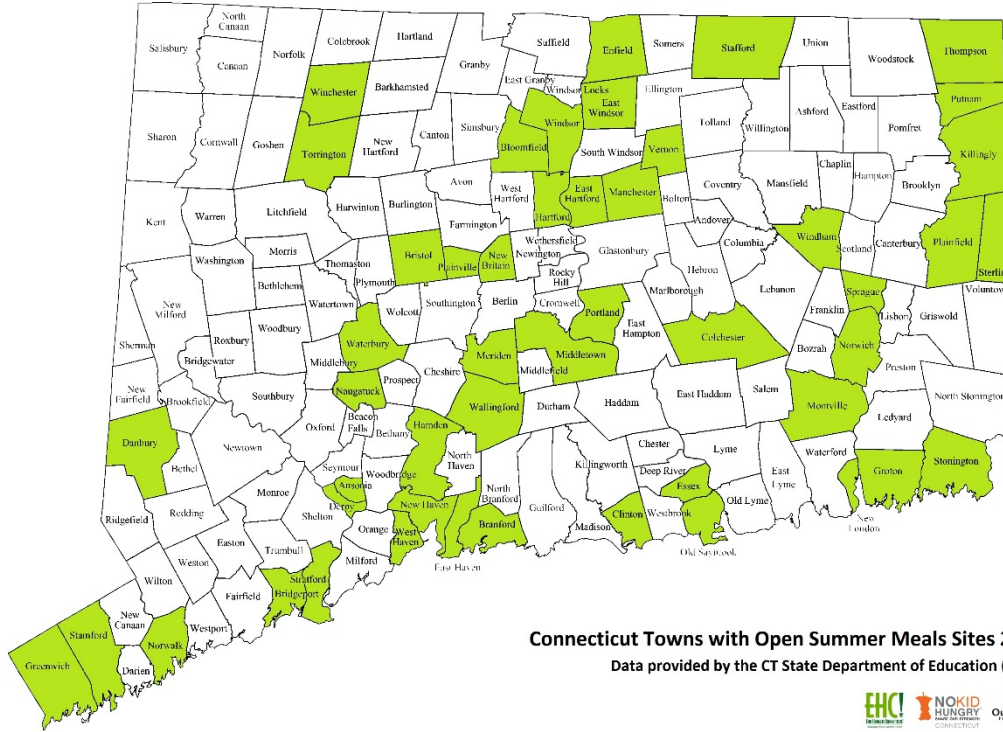 North
Canaan
Salisbury
Canaan
Norfolk
Colebrook
Hartland
Granby
Suffield
East Granby
Windsor Locks
Enfield
Somers
Stafford
Union
Woodstock
Thompson
Winchester
Barkhamsted
East
Windsor
Ellington
Windsor
Putnam
Sharon
Cornwall
Goshen
Torrington
New
Hartford
Canton
Simsbury
Bloomfield
South Windsor
Vernon
Tolland
Willington
Ashford
Eastford
Pomfret
Killingly
Kent
Warren
Litchfield
Harwinton
Burlington
Avon
West
Hartford
Hartford
East
Hartford
Manchester
Bolton
Coventry
Mansfield
Chaplin
Hampton
Brooklyn
Washington
Morris
Bethlehem
Thomaston
Plymouth
Bristol
Farmington
Plainville
New
Britain
Wethersfield
Newington
Rocky
Hill
Glastonbury
Andover
Hebron
Columbia
Windham
Scotland
Canterbury
Plainfield
Sterlin
New
Milford
Watertown
Wolcott
Southington
Berlin
Cromwell
Portland
Marlborough
Lebanon
Franklin
Sprague
Lisbon
Griswold
Voluntow
Sherman
Roxbury
Bridgewater
Woodbury
Middlebury
Waterbury
Cheshire
Meriden
Middlefield
Middletown
East
Hampton
Colchester
Bozrah
Norwich
Preston
New
Fairfield
Brookfield
Southbury
Naugatuck
Prospect
Wallingford
Durham
Haddam
East Haddam
Salem
Montville
Ledyard
North Stonington
Danbury
Bethel
Newtown
Oxford
Beacon
Falls
Bethany
Hamden
North
Haven
Killingworth
Chester
Deep River
Lyme
East
Lyme
Waterford
Groton
Stonington
Ridgefield
Redding
Monroe
Seymour
Ansonia
Derby
Woodbridge
New Haven
North
Branford
Guilford
Essex
Old Lyme
New
London
Shelton
Orange
West
Haven
Branford
Madison
Clinton
Westbrook
Old Saybrook
Wilton
Weston
Easton
Trumbull
Stratford
Milford
East Haven
New
Canaan
Westport
Fairfield
Bridgeport
Greenwich
Stamford
Darien
Norwalk
Connecticut Towns with Open Summer Meals Sites
Data provided by the CT State Department of Education (
EHC!
NOKID
HUNGRY
SHARE OUR STRENGTH
CONNECTICUT
Ou